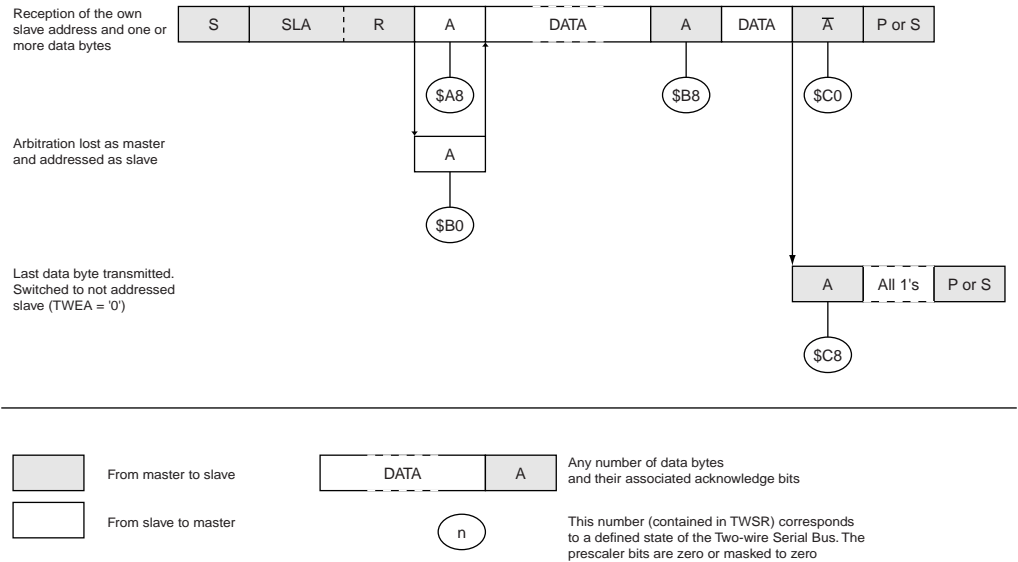 Reception of the own
slave address and one or
more data bytes
S SLA R A DATA A DATA A̅ P or S
$A8 $B8 $C0
Arbitration lost as master
and addressed as slave
A
$B0
Last data byte transmitted.
Switched to not addressed
slave (TWEA = '0')
A All 1's P or S
$C8
From master to slave
DATA A
Any number of data bytes
and their associated acknowledge bits
From slave to master
n
This number (contained in TWSR) corresponds
to a defined state of the Two-wire Serial Bus. The
prescaler bits are zero or masked to zero